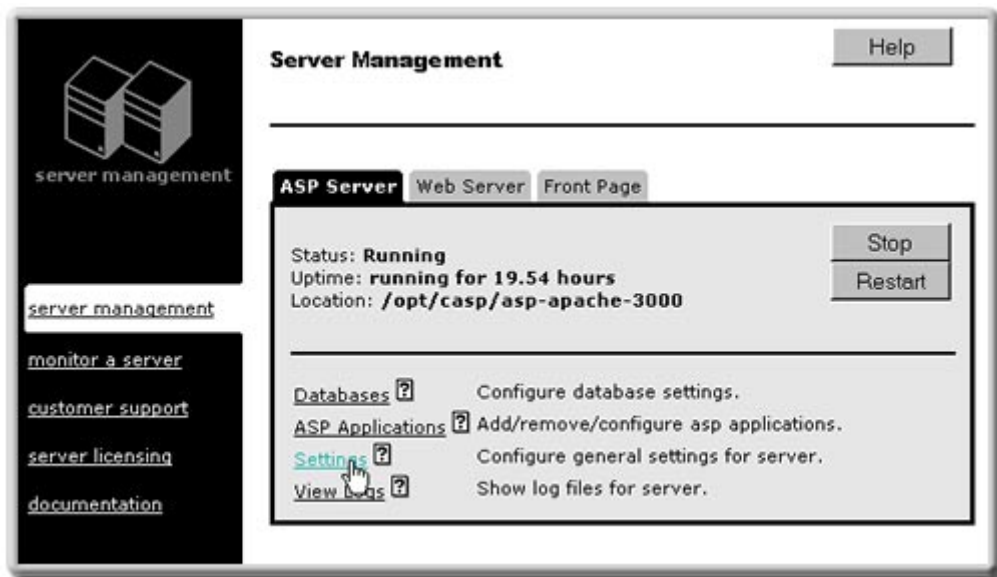 Server Management
Help
server management
ASP Server Web Server Front Page
Status: Running
Uptime: running for 19.54 hours
Location: /opt/casp/asp-apache-3000
Stop
Restart
server management
monitor a server
customer support
server licensing
documentation
Databases ? Configure database settings.
ASP Applications ? Add/remove/configure asp applications.
Settings ? Configure general settings for server.
View Logs ? Show log files for server.